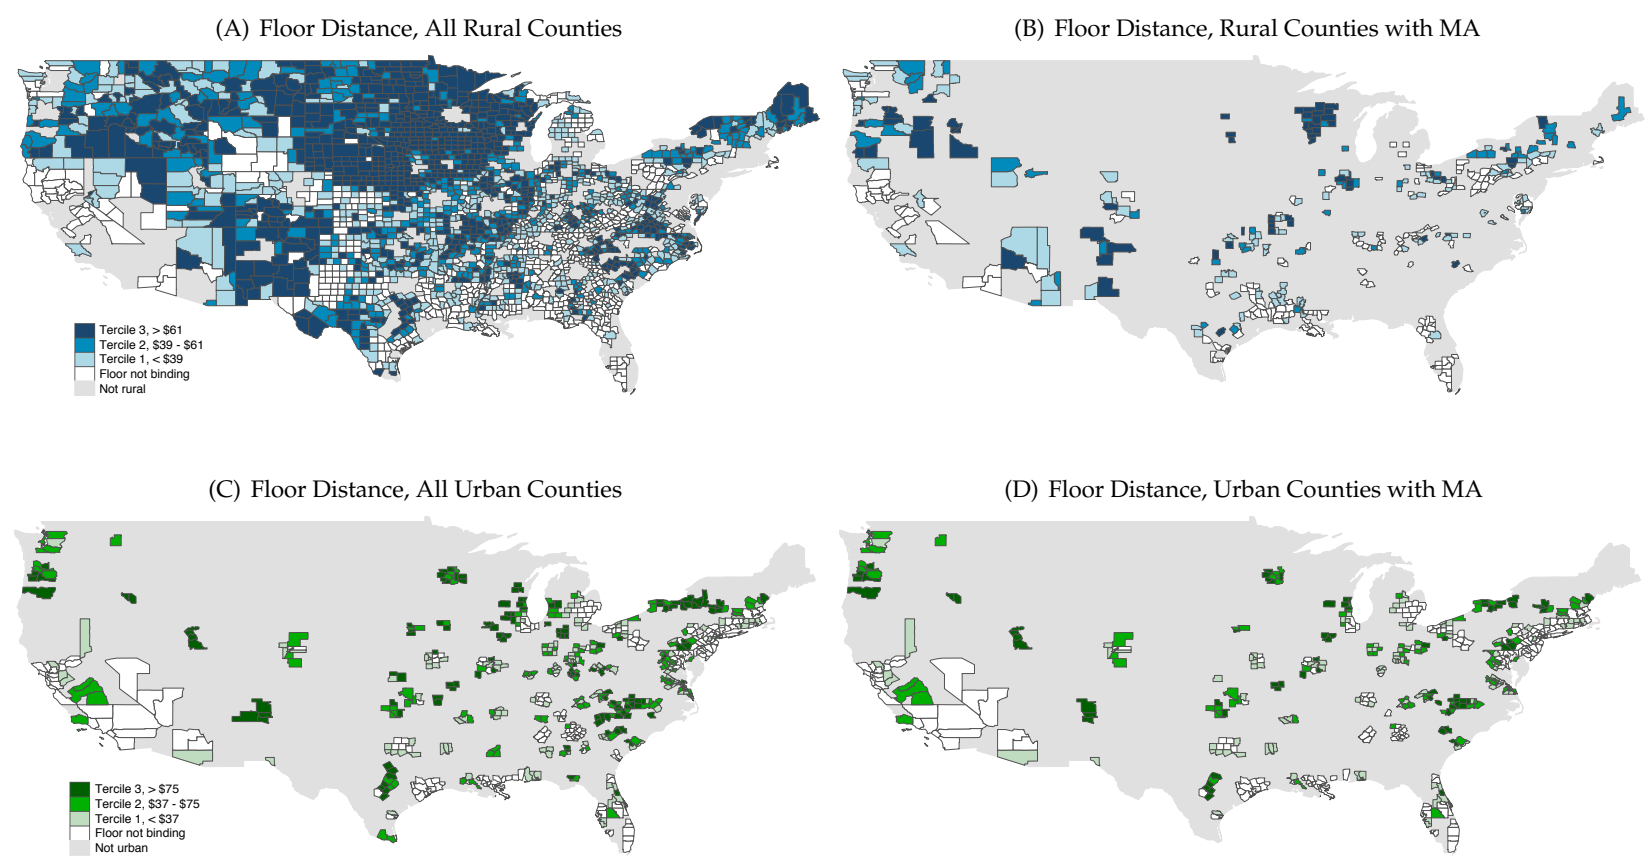 (A) Floor Distance, All Rural Counties
(B) Floor Distance, Rural Counties with MA
Tercile 3, > $61
Tercile 2, $39 - $61
Tercile 1, < $39
Floor not binding
Not rural
(C) Floor Distance, All Urban Counties
(D) Floor Distance, Urban Counties with MA
Tercile 3, > $75
Tercile 2, $37 - $75
Tercile 1, < $37
Floor not binding
Not urban